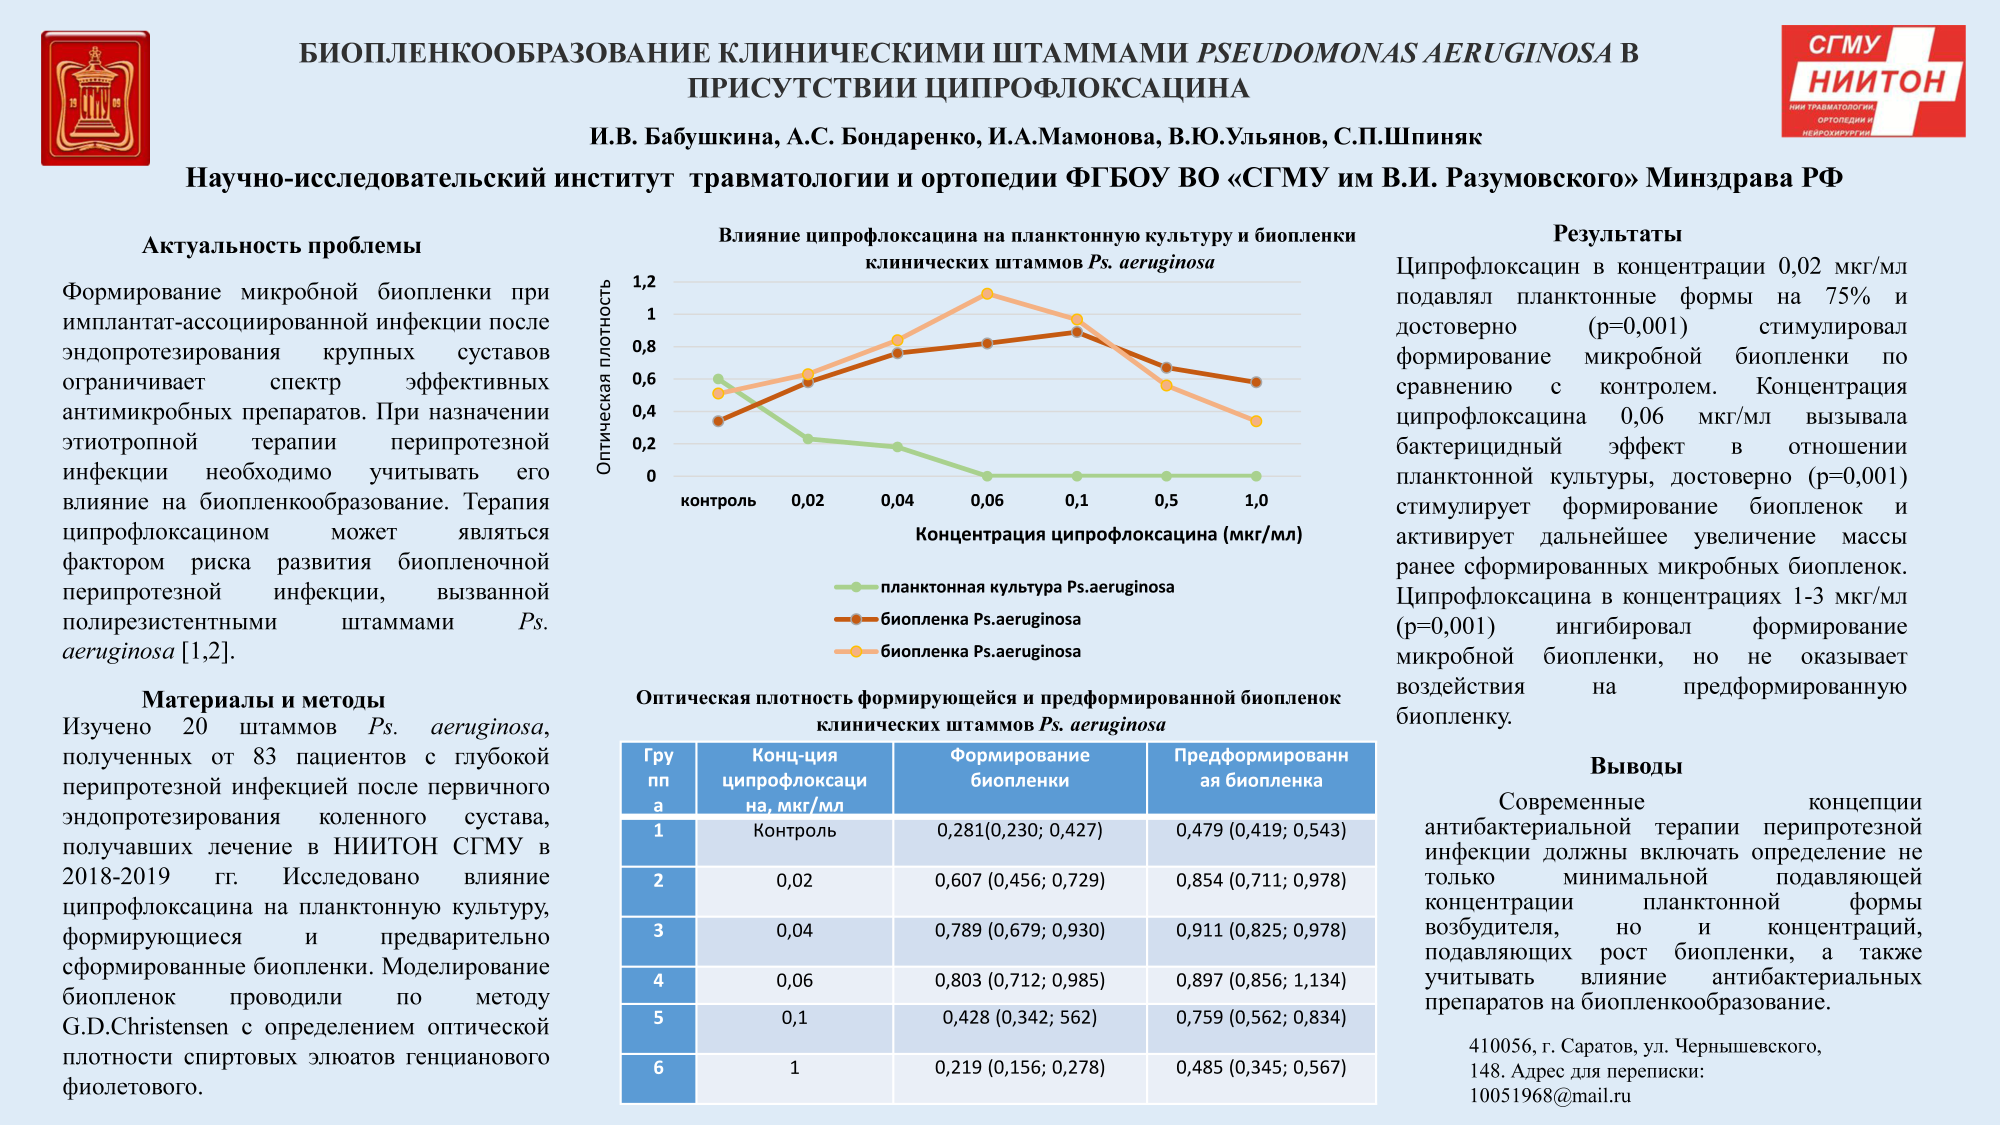 БИОПЛЕНКООБРАЗОВАНИЕ КЛИНИЧЕСКИМИ ШТАММАМИ PSEUDOMONAS AERUGINOSA В
ПРИСУТСТВИИ ЦИПРОФЛОКСАЦИНА
И.В. Бабушкина, А.С. Бондаренко, И.А.Мамонова, В.Ю.Ульянов, С.П.Шпиняк
Научно-исследовательский институт травматологии и ортопедии ФГБОУ ВО «СГМУ им В.И. Разумовского» Минздрава РФ
19 СГМУ 09
СГМУ
НИИТОН
НИИ ТРАВМАТОЛОГИИ,
ОРТОПЕДИИ И
НЕЙРОХИРУРГИИ
Актуальность проблемы
Формирование микробной биопленки при
имплантат-ассоциированной инфекции после
эндопротезирования крупных суставов
ограничивает спектр эффективных
антимикробных препаратов. При назначении
этиотропной терапии перипротезной
инфекции необходимо учитывать его
влияние на биопленкообразование. Терапия
ципрофлоксацином может являться
фактором риска развития биопленочной
перипротезной инфекции, вызванной
полирезистентными штаммами Ps.
aeruginosa [1,2].
Материалы и методы
Изучено 20 штаммов Ps. aeruginosa,
полученных от 83 пациентов с глубокой
перипротезной инфекцией после первичного
эндопротезирования коленного сустава,
получавших лечение в НИИТОН СГМУ в
2018-2019 гг. Исследовано влияние
ципрофлоксацина на планктонную культуру,
формирующиеся и предварительно
сформированные биопленки. Моделирование
биопленок проводили по методу
G.D.Christensen с определением оптической
плотности спиртовых элюатов генцианового
фиолетового.
Влияние ципрофлоксацина на планктонную культуру и биопленки
клинических штаммов Ps. aeruginosa
Оптическая плотность
1,2
1
0,8
0,6
0,4
0,2
0
контроль 0,02 0,04 0,06 0,1 0,5 1,0
Концентрация ципрофлоксацина (мкг/мл)
планктонная культура Ps.aeruginosa
биопленка Ps.aeruginosa
биопленка Ps.aeruginosa
Оптическая плотность формирующейся и предформированной биопленок
клинических штаммов Ps. aeruginosa
Гру Конц-ция Формирование Предформированн
пп ципрофлоксаци биопленки ая биопленка
а на, мкг/мл
1 Контроль 0,281(0,230; 0,427) 0,479 (0,419; 0,543)
2 0,02 0,607 (0,456; 0,729) 0,854 (0,711; 0,978)
3 0,04 0,789 (0,679; 0,930) 0,911 (0,825; 0,978)
4 0,06 0,803 (0,712; 0,985) 0,897 (0,856; 1,134)
5 0,1 0,428 (0,342; 562) 0,759 (0,562; 0,834)
6 1 0,219 (0,156; 0,278) 0,485 (0,345; 0,567)
Результаты
Ципрофлоксацин в концентрации 0,02 мкг/мл
подавлял планктонные формы на 75% и
достоверно (p=0,001) стимулировал
формирование микробной биопленки по
сравнению с контролем. Концентрация
ципрофлоксацина 0,06 мкг/мл вызывала
бактерицидный эффект в отношении
планктонной культуры, достоверно (p=0,001)
стимулирует формирование биопленок и
активирует дальнейшее увеличение массы
ранее сформированных микробных биопленок.
Ципрофлоксацина в концентрациях 1-3 мкг/мл
(p=0,001) ингибировал формирование
микробной биопленки, но не оказывает
воздействия на предформированную
биопленку.
Выводы
Современные концепции
антибактериальной терапии перипротезной
инфекции должны включать определение не
только минимальной подавляющей
концентрации планктонной формы
возбудителя, но и концентраций,
подавляющих рост биопленки, а также
учитывать влияние антибактериальных
препаратов на биопленкообразование.
410056, г. Саратов, ул. Чернышевского,
148. Адрес для переписки:
10051968@mail.ru